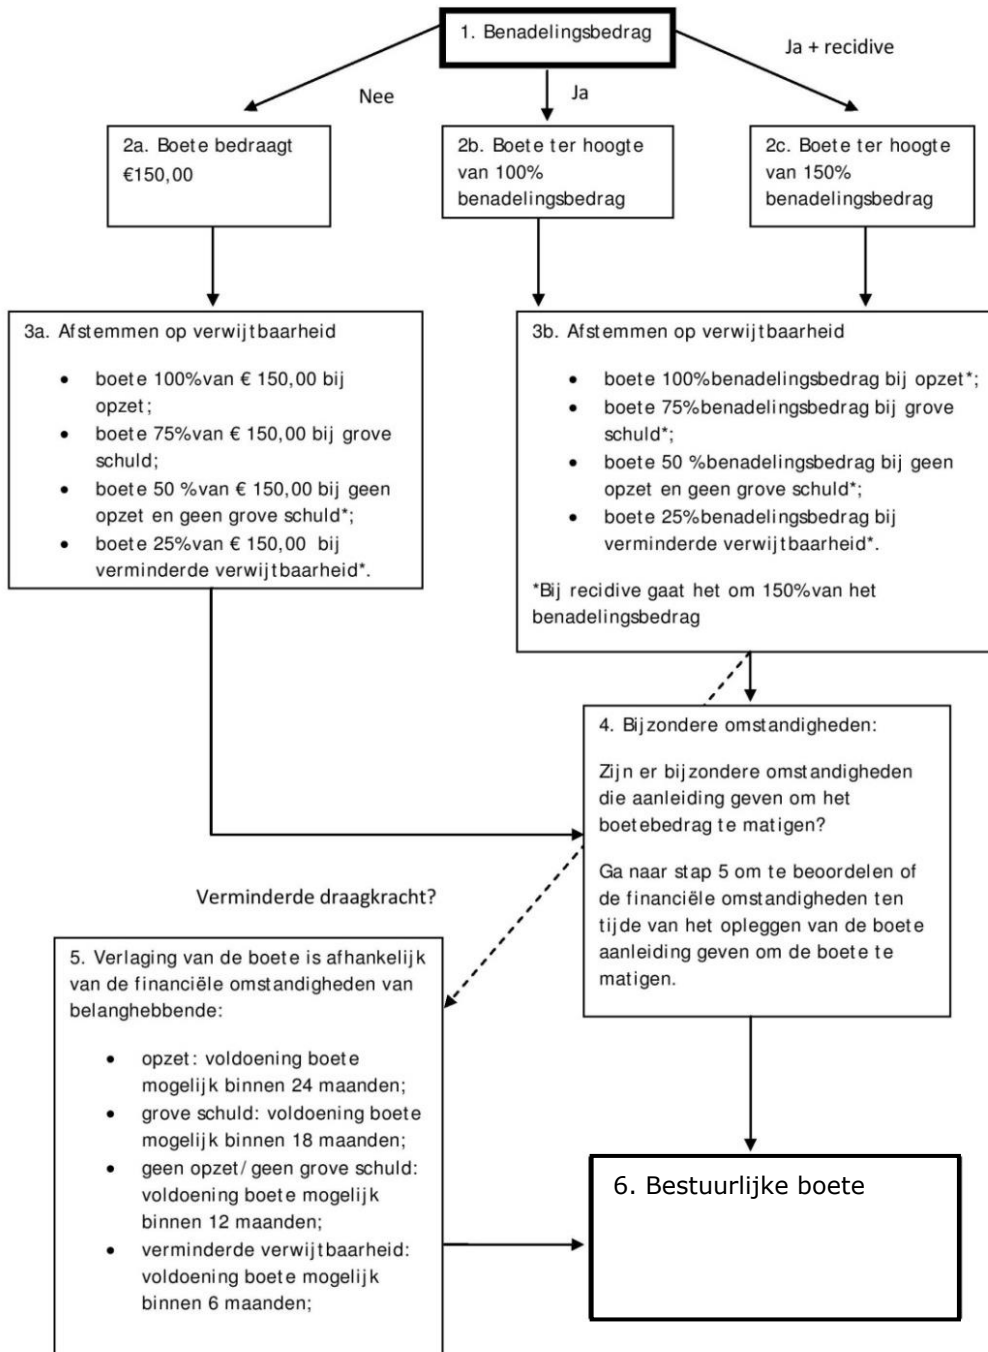 1. Benadelingsbedrag
Ja + recidive
Nee
Ja
2a. Boete bedraagt
€150,00
2b. Boete ter hoogte
van 100%
benadelingsbedrag
2c. Boete ter hoogte
van 150%
benadelingsbedrag
3a. Afstemmen op verwijtbaarheid
• boete 100%van € 150,00 bij
opzet;
• boete 75%van € 150,00 bij grove
schuld;
• boete 50 %van € 150,00 bij geen
opzet en geen grove schuld*;
• boete 25%van € 150,00 bij
verminderde verwijtbaarheid*.
3b. Afstemmen op verwijtbaarheid
• boete 100%benadelingsbedrag bij opzet*;
• boete 75%benadelingsbedrag bij grove
schuld*;
• boete 50 %benadelingsbedrag bij geen
opzet en geen grove schuld*;
• boete 25%benadelingsbedrag bij
verminderde verwijtbaarheid*.
*Bij recidive gaat het om 150%van het
benadelingsbedrag
4. Bijzondere omstandigheden:
Zijn er bijzondere omstandigheden
die aanleiding geven om het
boetebedrag te matigen?
Ga naar stap 5 om te beoordelen of
de financiële omstandigheden ten
tijde van het opleggen van de boete
aanleiding geven om de boete te
matigen.
Verminderde draagkracht?
5. Verlaging van de boete is afhankelijk
van de financiële omstandigheden van
belanghebbende:
• opzet: voldoening boete
mogelijk binnen 24 maanden;
• grove schuld: voldoening boete
mogelijk binnen 18 maanden;
• geen opzet/ geen grove schuld:
voldoening boete mogelijk
binnen 12 maanden;
• verminderde verwijtbaarheid:
voldoening boete mogelijk
binnen 6 maanden;
6. Bestuurlijke boete